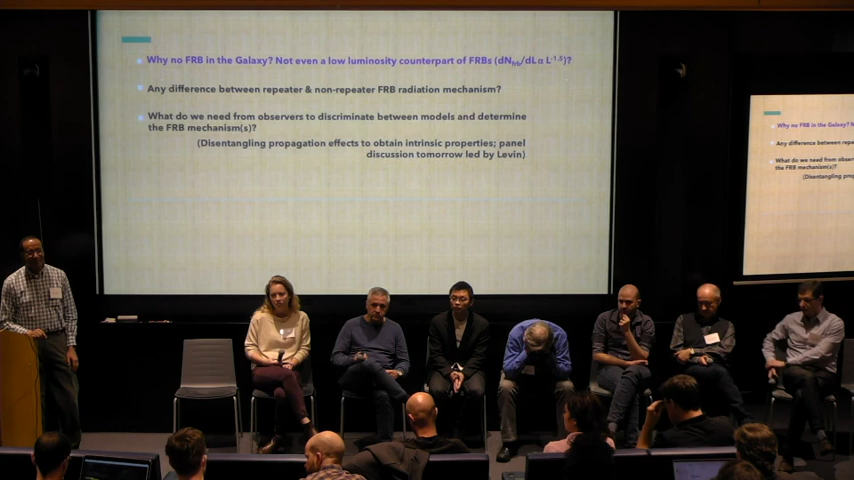 Why no FRB in the Galaxy? Not even a low luminosity counterpart of FRBs (dNfrb/dL α L-1.5)?
Any difference between repeater & non-repeater FRB radiation mechanism?
What do we need from observers to discriminate between models and determine
the FRB mechanism(s)?
(Disentangling propagation effects to obtain intrinsic properties; panel
discussion tomorrow led by Levin)
Why no FRB in the Galaxy? N
Any difference between repe
What do we need from obser
the FRB mechanism(s)?
(Disentangling prop